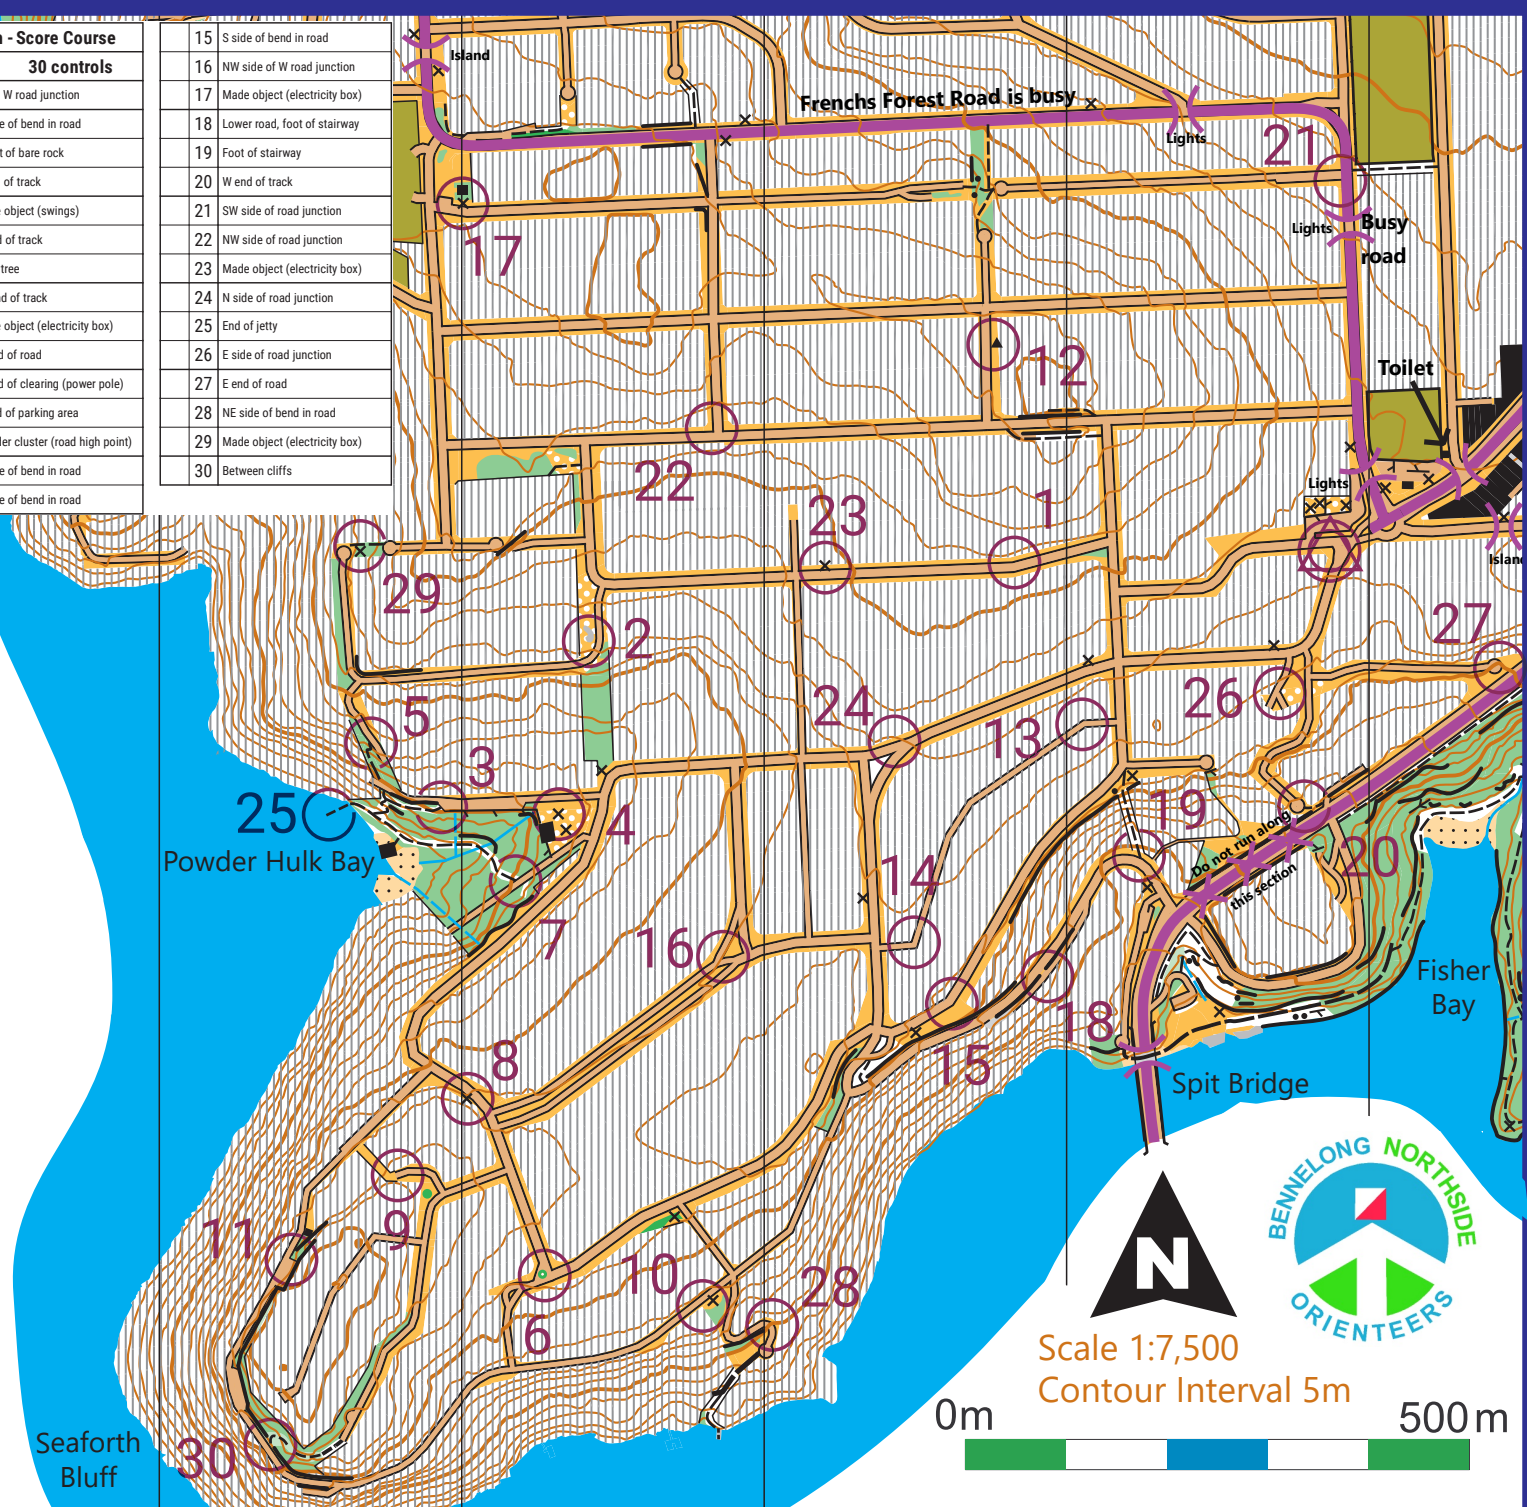 - Score Course
30 controls
W road junction
e of bend in road
t of bare rock
of track
object (swings)
d of track
tree
d of track
object (electricity box)
d of road
d of clearing (power pole)
d of parking area
er cluster (road high point)
e of bend in road
e of bend in road
15 S side of bend in road
16 NW side of W road junction
17 Made object (electricity box)
18 Lower road, foot of stairway
19 Foot of stairway
20 W end of track
21 SW side of road junction
22 NW side of road junction
23 Made object (electricity box)
24 N side of road junction
25 End of jetty
26 E side of road junction
27 E end of road
28 NE side of bend in road
29 Made object (electricity box)
30 Between cliffs
Island
Frenchs Forest Road is busy
Lights
21
Lights
Busy
road
17
12
Toilet
22
23
1
Lights
Island
29
2
27
5
24
13
26
3
25
4
19
Powder Hulk Bay
Do not run along
this section
20
14
7
16
Fisher
Bay
18
8
15
Spit Bridge
11
9
10
28
6
30
Seaforth
Bluff
N
BENNELONG NORTHSIDE
ORIENTEERS
Scale 1:7,500
Contour Interval 5m
0m
500m